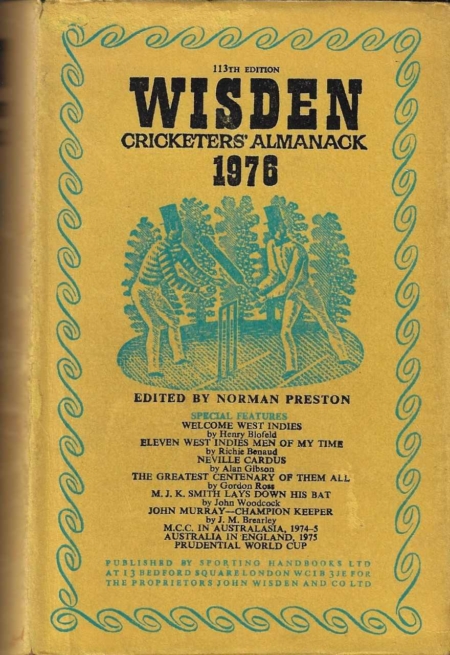 113TH EDITION
WISDEN
CRICKETERS' ALMANACK
1976
EDITED BY NORMAN PRESTON
SPECIAL FEATURES
WELCOME WEST INDIES
by Henry Blofeld
ELEVEN WEST INDIES MEN OF MY TIME
by Richie Benaud
NEVILLE CARDUS
by Alan Gibson
THE GREATEST CENTENARY OF THEM ALL
by Gordon Ross
M. J. K. SMITH LAYS DOWN HIS BAT
by John Woodcock
JOHN MURRAY—CHAMPION KEEPER
by J. M. Brearley
M.C.C. IN AUSTRALASIA, 1974-5
AUSTRALIA IN ENGLAND, 1975
PRUDENTIAL WORLD CUP
PUBLISHED BY SPORTING HANDBOOKS LTD
AT 13 BEDFORD SQUARE LONDON WC1B 3JE FOR
THE PROPRIETORS JOHN WISDEN AND CO LTD